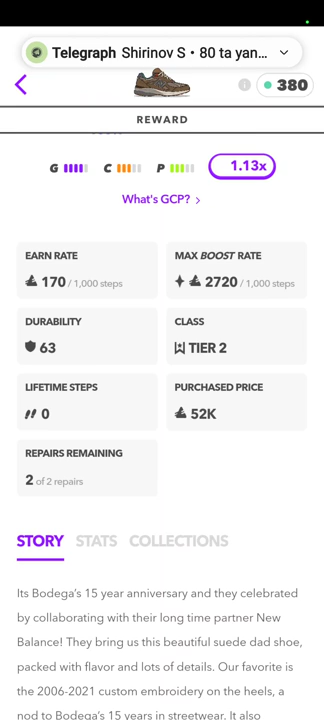 Telegraph Shirinov S • 80 ta yan...
380
REWARD
G C P 1.13x
What's GCP?
EARN RATE
170 / 1,000 steps
MAX BOOST RATE
2720 / 1,000 steps
DURABILITY
63
CLASS
TIER 2
LIFETIME STEPS
0
PURCHASED PRICE
52K
REPAIRS REMAINING
2 of 2 repairs
STORY STATS COLLECTIONS
Its Bodega's 15 year anniversary and they celebrated
by collaborating with their long time partner New
Balance! They bring us this beautiful suede dad shoe,
packed with flavor and lots of details. Our favorite is
the 2006-2021 custom embroidery on the heels, a
nod to Bodega's 15 years in streetwear. It also